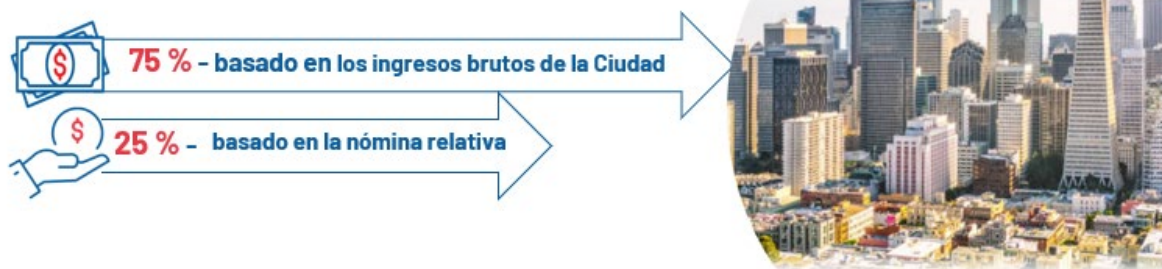 $ 75 % – basado en los ingresos brutos de la Ciudad
$ 25 % – basado en la nómina relativa